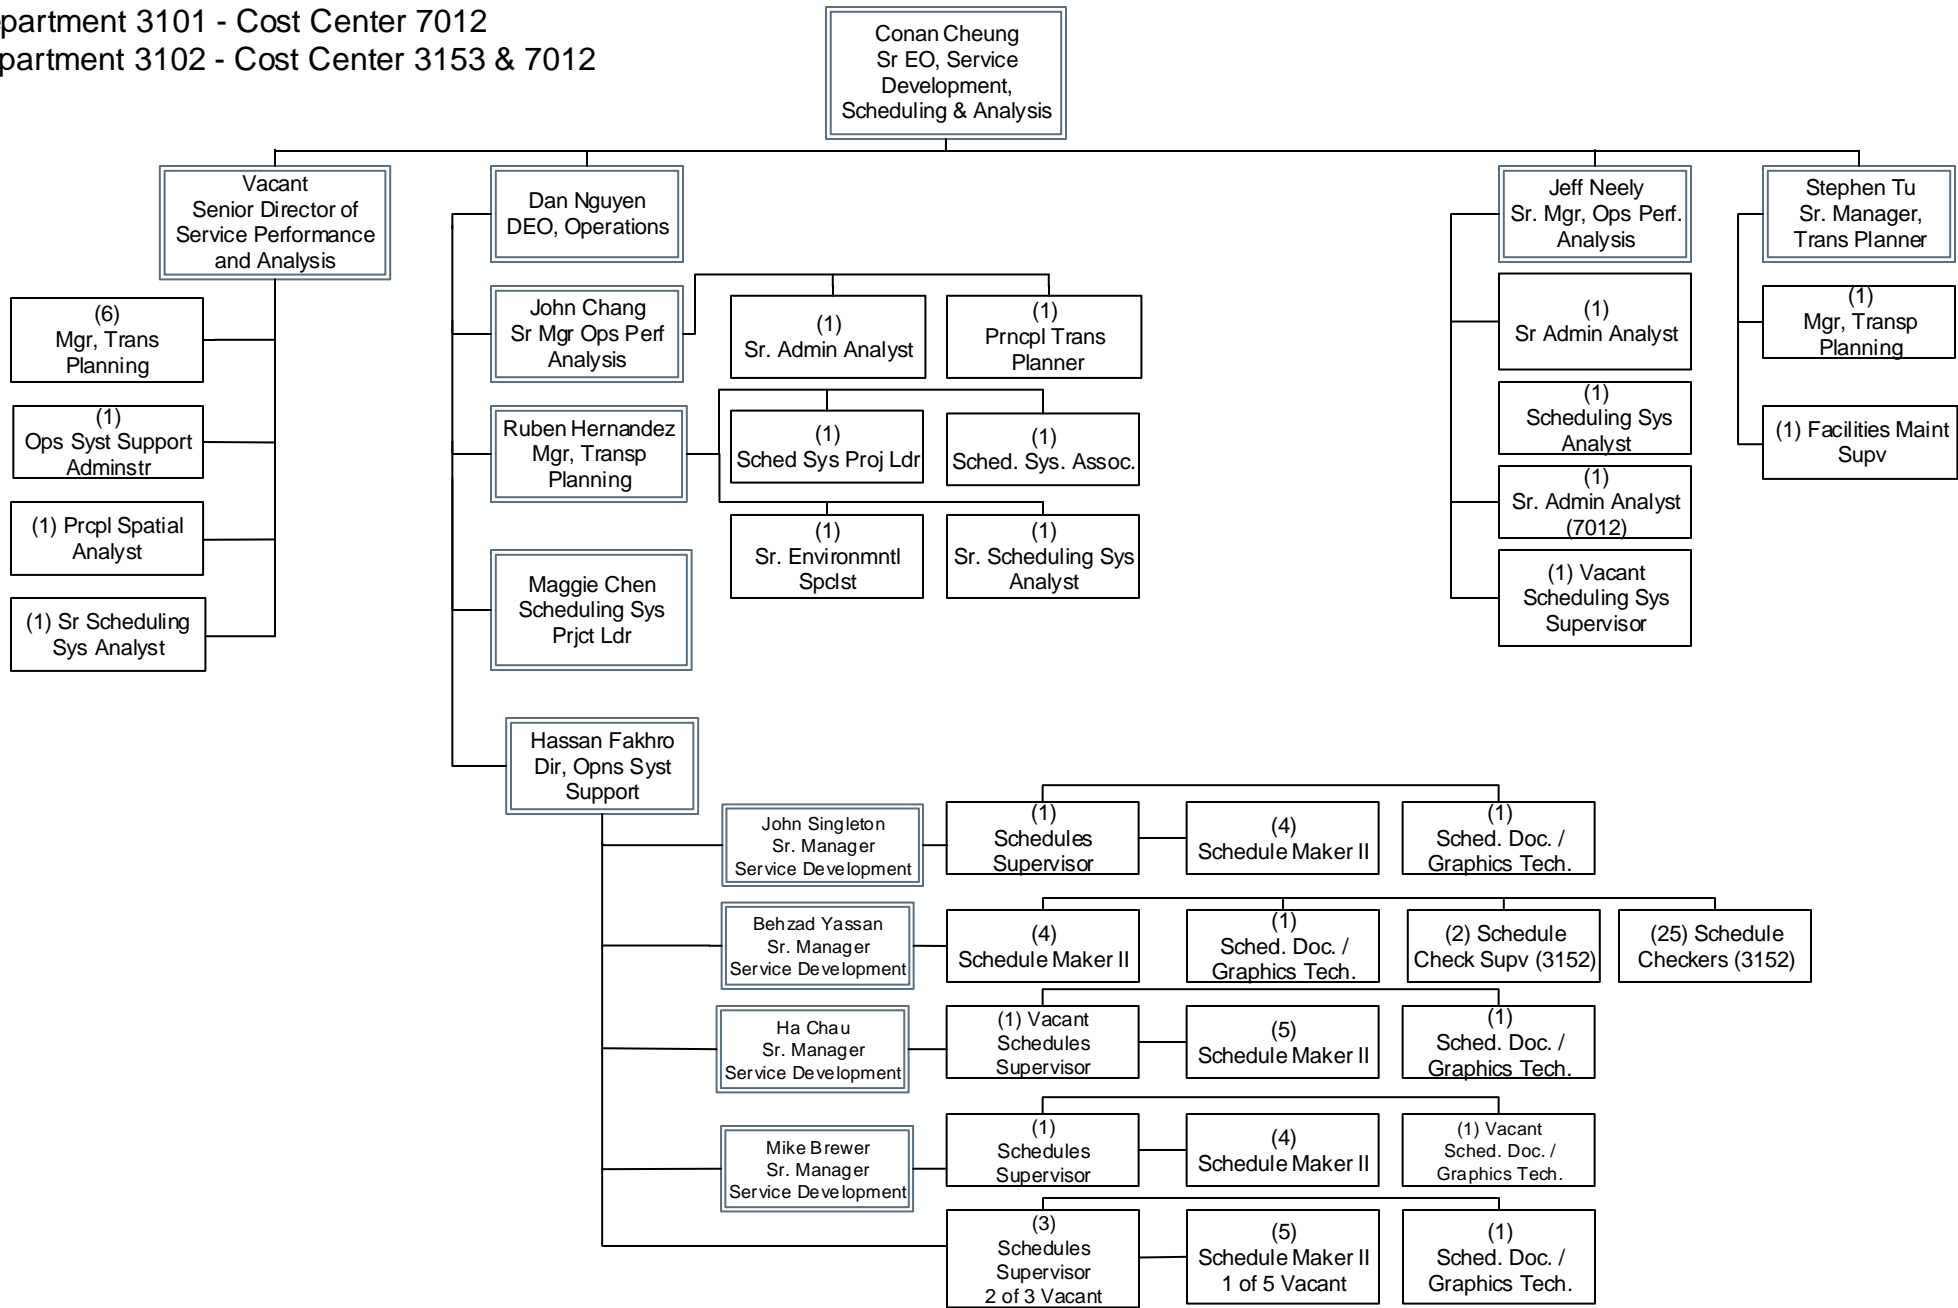 partment 3101 - Cost Center 7012
partment 3102 - Cost Center 3153 & 7012
Conan Cheung
Sr EO, Service
Development,
Scheduling & Analysis
Vacant
Senior Director of
Service Performance
and Analysis
(6)
Mgr, Trans
Planning
(1)
Ops Syst Support
Adminstr
(1) Prcpl Spatial
Analyst
(1) Sr Scheduling
Sys Analyst
Dan Nguyen
DEO, Operations
John Chang
Sr Mgr Ops Perf
Analysis
(1)
Sr. Admin Analyst
(1)
Prncpl Trans
Planner
Ruben Hernandez
Mgr, Transp
Planning
(1)
Sched Sys Proj Ldr
(1)
Sched. Sys. Assoc.
(1)
Sr. Environmntl
Spclst
(1)
Sr. Scheduling Sys
Analyst
Maggie Chen
Scheduling Sys
Prjct Ldr
Hassan Fakhro
Dir, Opns Syst
Support
John Singleton
Sr. Manager
Service Development
(1)
Schedules
Supervisor
(4)
Schedule Maker II
(1)
Sched. Doc. /
Graphics Tech.
Behzad Yassan
Sr. Manager
Service Development
(4)
Schedule Maker II
(1)
Sched. Doc. /
Graphics Tech.
(2) Schedule
Check Supv (3152)
(25) Schedule
Checkers (3152)
Ha Chau
Sr. Manager
Service Development
(1) Vacant
Schedules
Supervisor
(5)
Schedule Maker II
(1)
Sched. Doc. /
Graphics Tech.
Mike Brewer
Sr. Manager
Service Development
(1)
Schedules
Supervisor
(4)
Schedule Maker II
(1) Vacant
Sched. Doc. /
Graphics Tech.
(3)
Schedules
Supervisor
2 of 3 Vacant
(5)
Schedule Maker II
1 of 5 Vacant
(1)
Sched. Doc. /
Graphics Tech.
Jeff Neely
Sr. Mgr, Ops Perf.
Analysis
(1)
Sr Admin Analyst
(1)
Scheduling Sys
Analyst
(1)
Sr. Admin Analyst
(7012)
(1) Vacant
Scheduling Sys
Supervisor
Stephen Tu
Sr. Manager,
Trans Planner
(1)
Mgr, Transp
Planning
(1) Facilities Maint
Supv